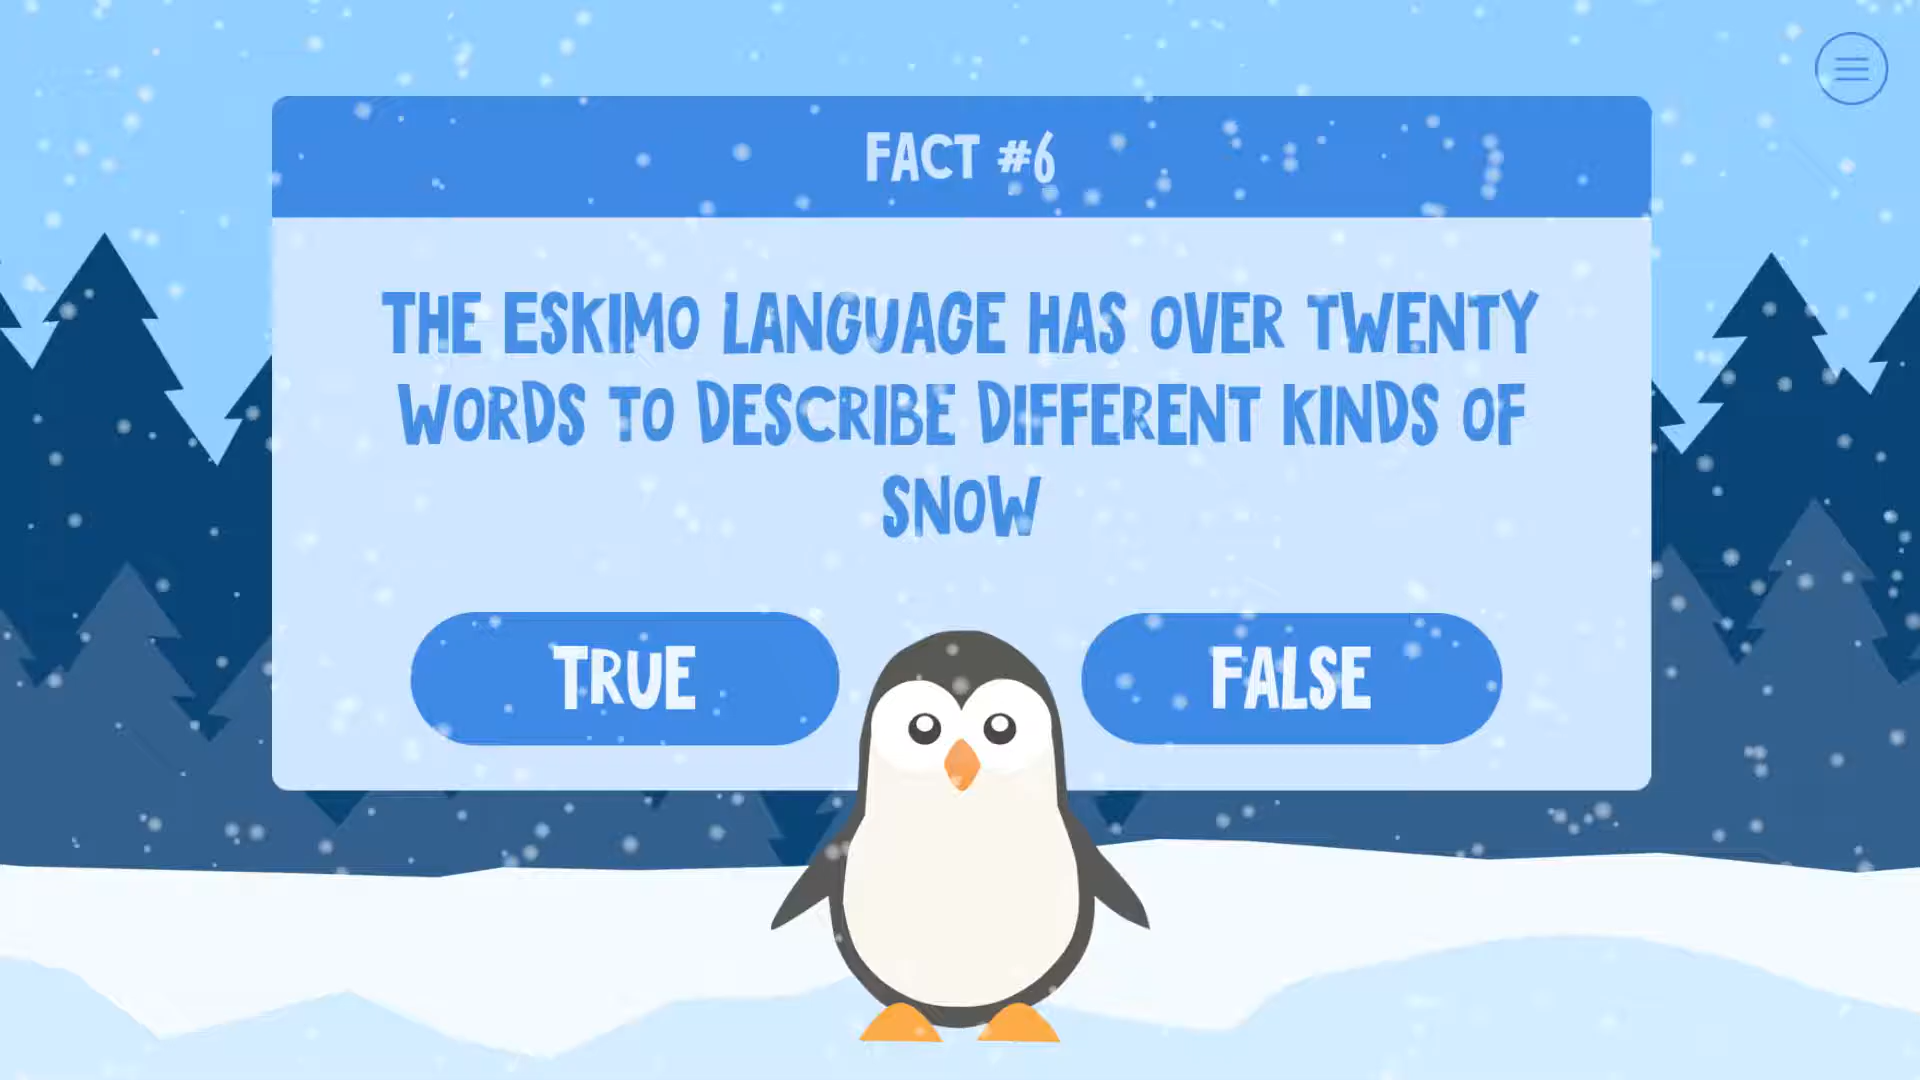 FACT #6
THE ESKIMO LANGUAGE HAS OVER TWENTY
WORDS TO DESCRIBE DIFFERENT KINDS OF
SNOW
TRUE
FALSE